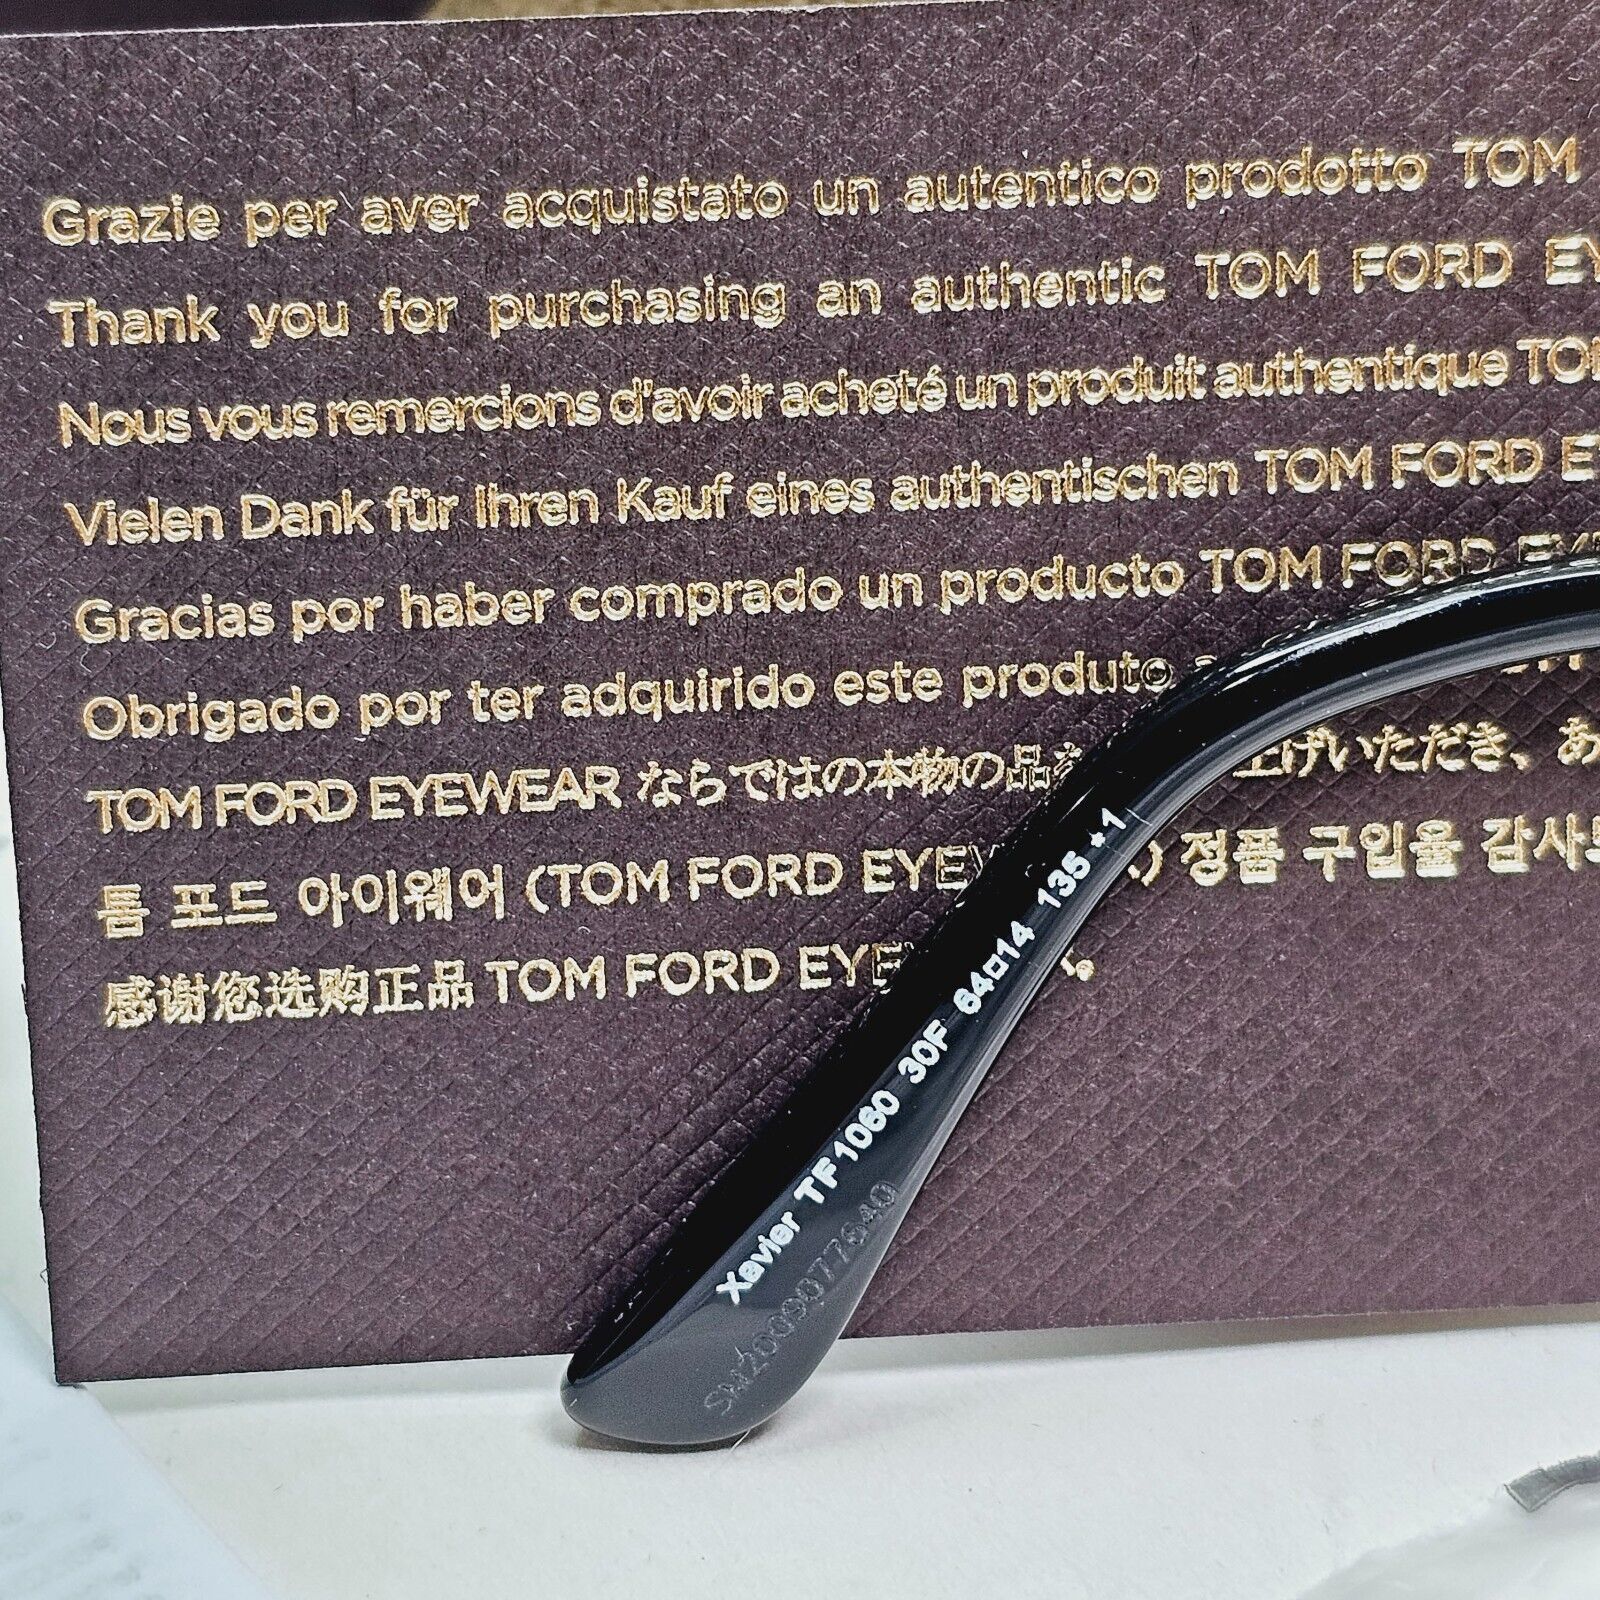 Grazie per aver acquistato un autentico prodotto TOM
Thank you for purchasing an authentic TOM FORD EY
Nous vous remercions d'avoir acheté un produit authentique TOM
Vielen Dank für Ihren Kauf eines authentischen TOM FORD E
Gracias por haber comprado un producto TOM FORD
Obrigado por ter adquirido este produto
TOM FORD EYEWEAR ならではの本物の品を 上げいただき、あ
톰 포드 아이웨어 (TOM FORD EYEW .) 정품 구입을 감사
感谢您选购正品 TOM FORD EYE
Xavier TF1060 30F 64□14 135 *1